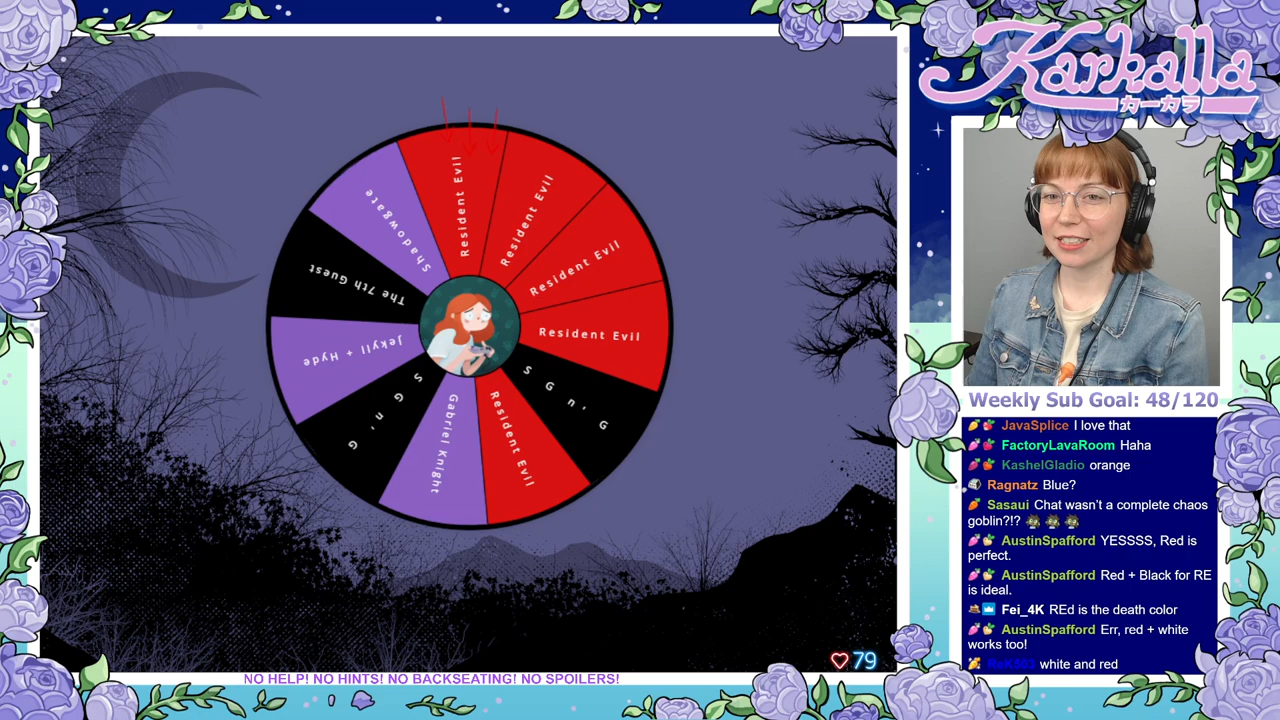 Karkalla
カーカラ
Resident Evil
Resident Evil
Resident Evil
Resident Evil
G'nGS
Resident Evil
Gabriel Knight
G'nGS
Jekyll + Hyde
The 7th Guest
Shadowgate
79
NO HELP! NO HINTS! NO BACKSEATING! NO SPOILERS!
Weekly Sub Goal: 48/120
JavaSplice I love that
FactoryLavaRoom Haha
KashelGladio orange
Ragnatz Blue?
Sasaui Chat wasn't a complete chaos
goblin?!?
AustinSpafford YESSSS, Red is
perfect.
AustinSpafford Red + Black for RE
is ideal.
Fei_4K REd is the death color
AustinSpafford Err, red + white
works too!
ReK503 white and red